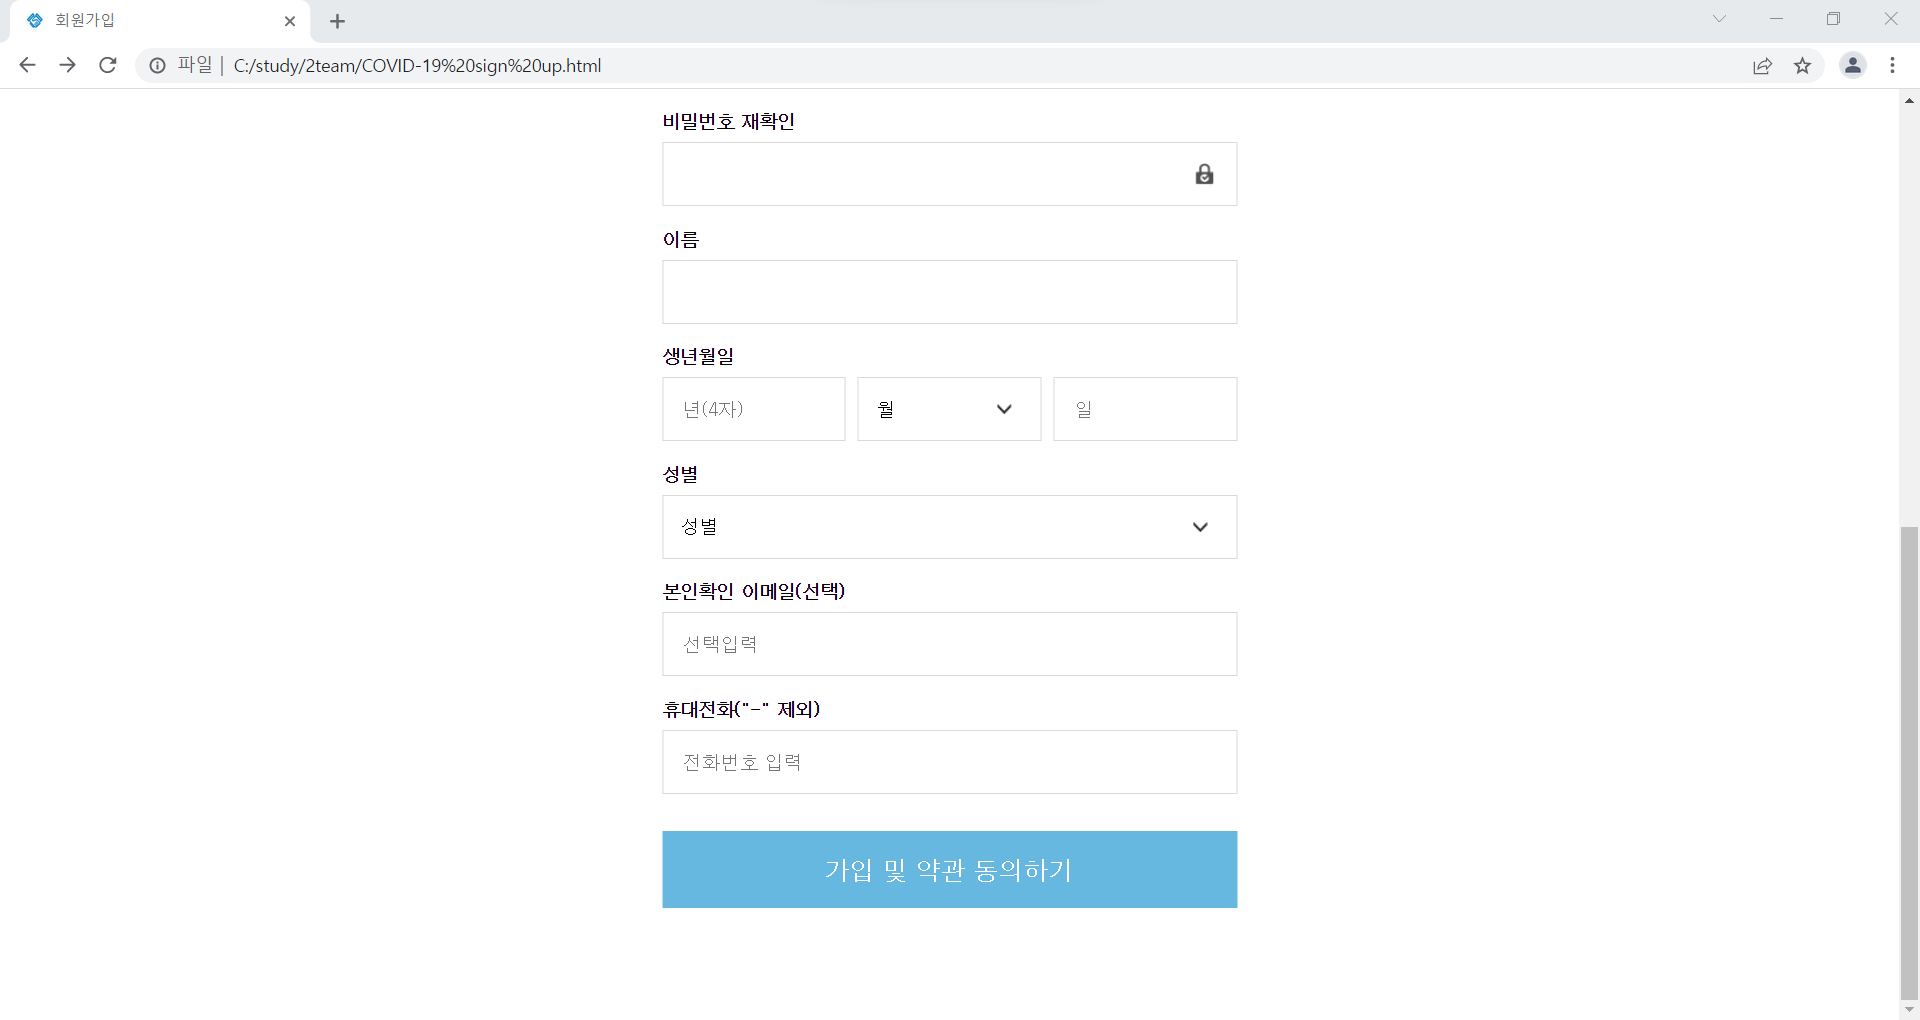 회원가입
파일 | C:/study/2team/COVID-19%20sign%20up.html
비밀번호 재확인
이름
생년월일
년(4자) 월 일
성별
성별
본인확인 이메일(선택)
선택입력
휴대전화("-" 제외)
전화번호 입력
가입 및 약관 동의하기